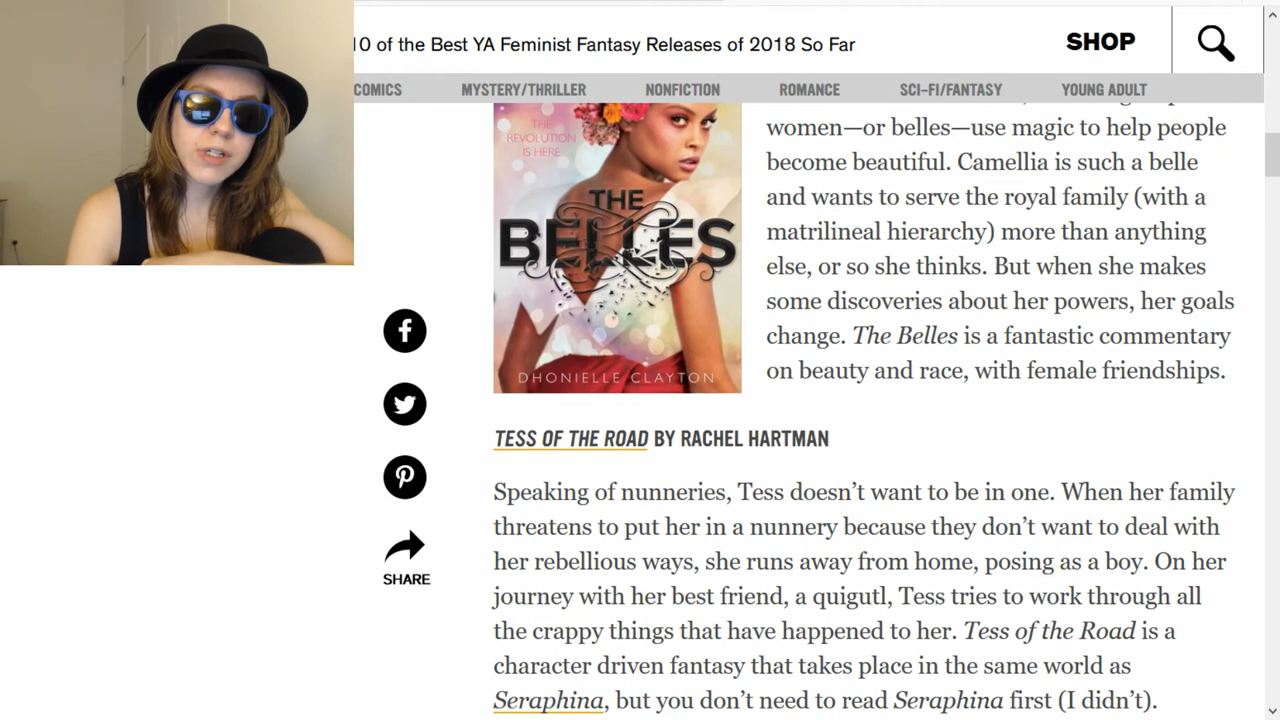 10 of the Best YA Feminist Fantasy Releases of 2018 So Far
SHOP
COMICS
MYSTERY/THRILLER
NONFICTION
ROMANCE
SCI-FI/FANTASY
YOUNG ADULT
THE
REVOLUTION
IS HERE
THE
BELLES
DHONIELLE CLAYTON
women—or belles—use magic to help people
become beautiful. Camellia is such a belle
and wants to serve the royal family (with a
matrilineal hierarchy) more than anything
else, or so she thinks. But when she makes
some discoveries about her powers, her goals
change. The Belles is a fantastic commentary
on beauty and race, with female friendships.
SHARE
TESS OF THE ROAD BY RACHEL HARTMAN
Speaking of nunneries, Tess doesn’t want to be in one. When her family
threatens to put her in a nunnery because they don’t want to deal with
her rebellious ways, she runs away from home, posing as a boy. On her
journey with her best friend, a quigutl, Tess tries to work through all
the crappy things that have happened to her. Tess of the Road is a
character driven fantasy that takes place in the same world as
Seraphina, but you don’t need to read Seraphina first (I didn’t).